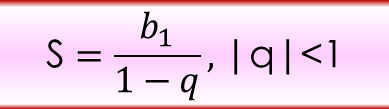 S = b₁ / (1 − q), |q|<1